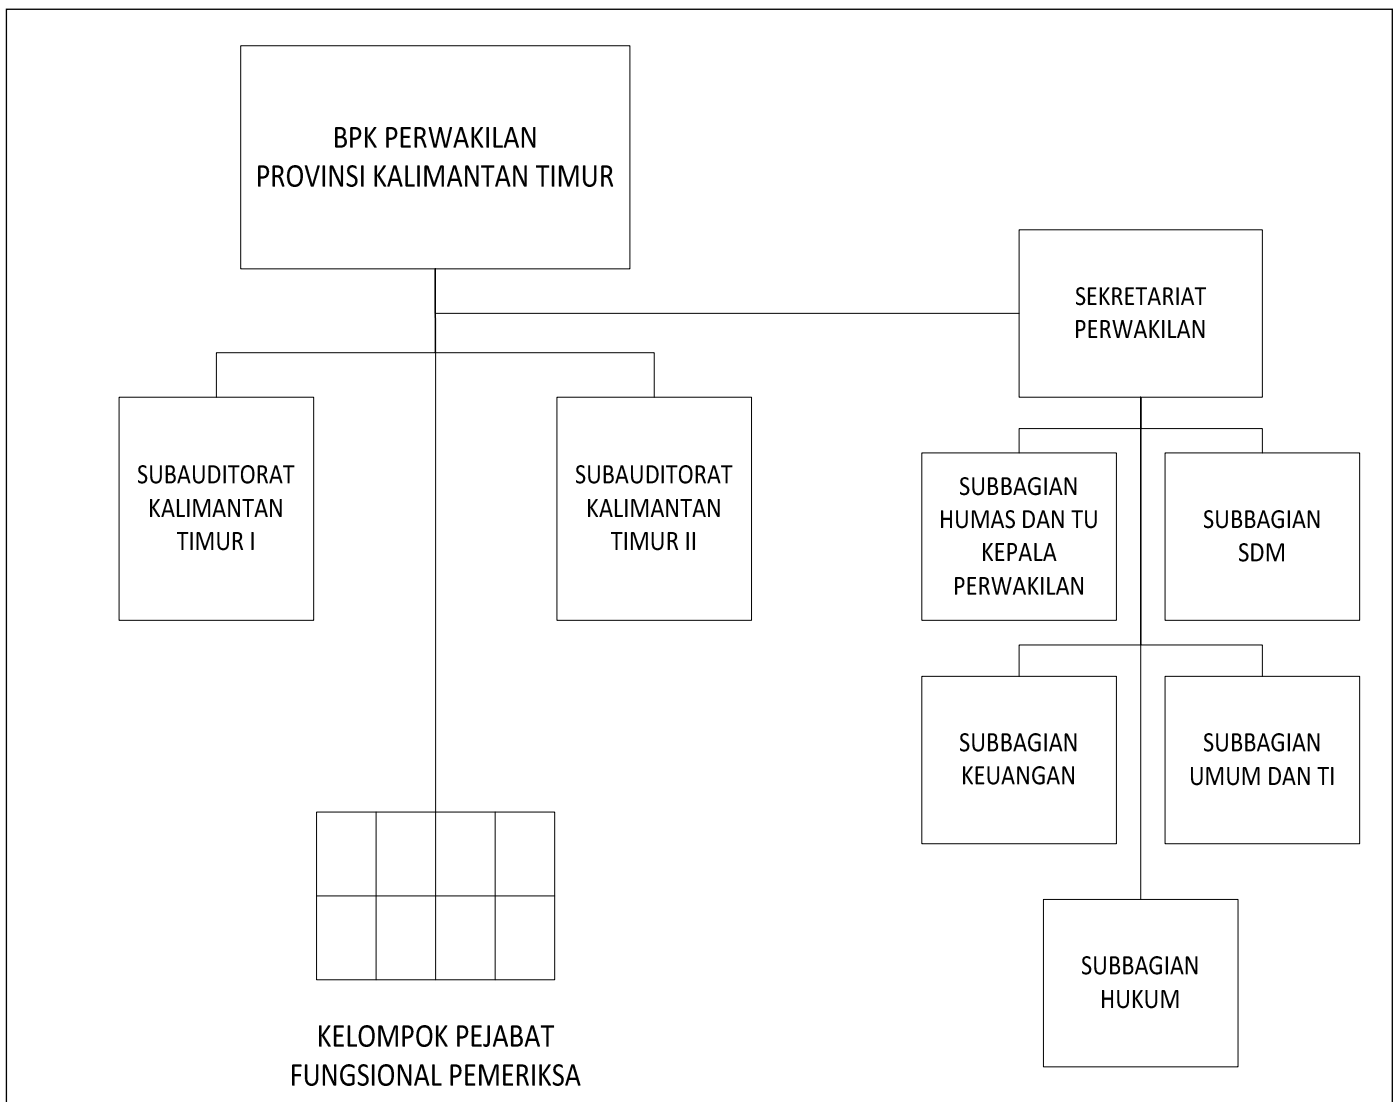 BPK PERWAKILAN
PROVINSI KALIMANTAN TIMUR
SEKRETARIAT
PERWAKILAN
SUBAUDITORAT
KALIMANTAN
TIMUR I
SUBAUDITORAT
KALIMANTAN
TIMUR II
SUBBAGIAN
HUMAS DAN TU
KEPALA
PERWAKILAN
SUBBAGIAN
SDM
SUBBAGIAN
KEUANGAN
SUBBAGIAN
UMUM DAN TI
SUBBAGIAN
HUKUM
KELOMPOK PEJABAT
FUNGSIONAL PEMERIKSA